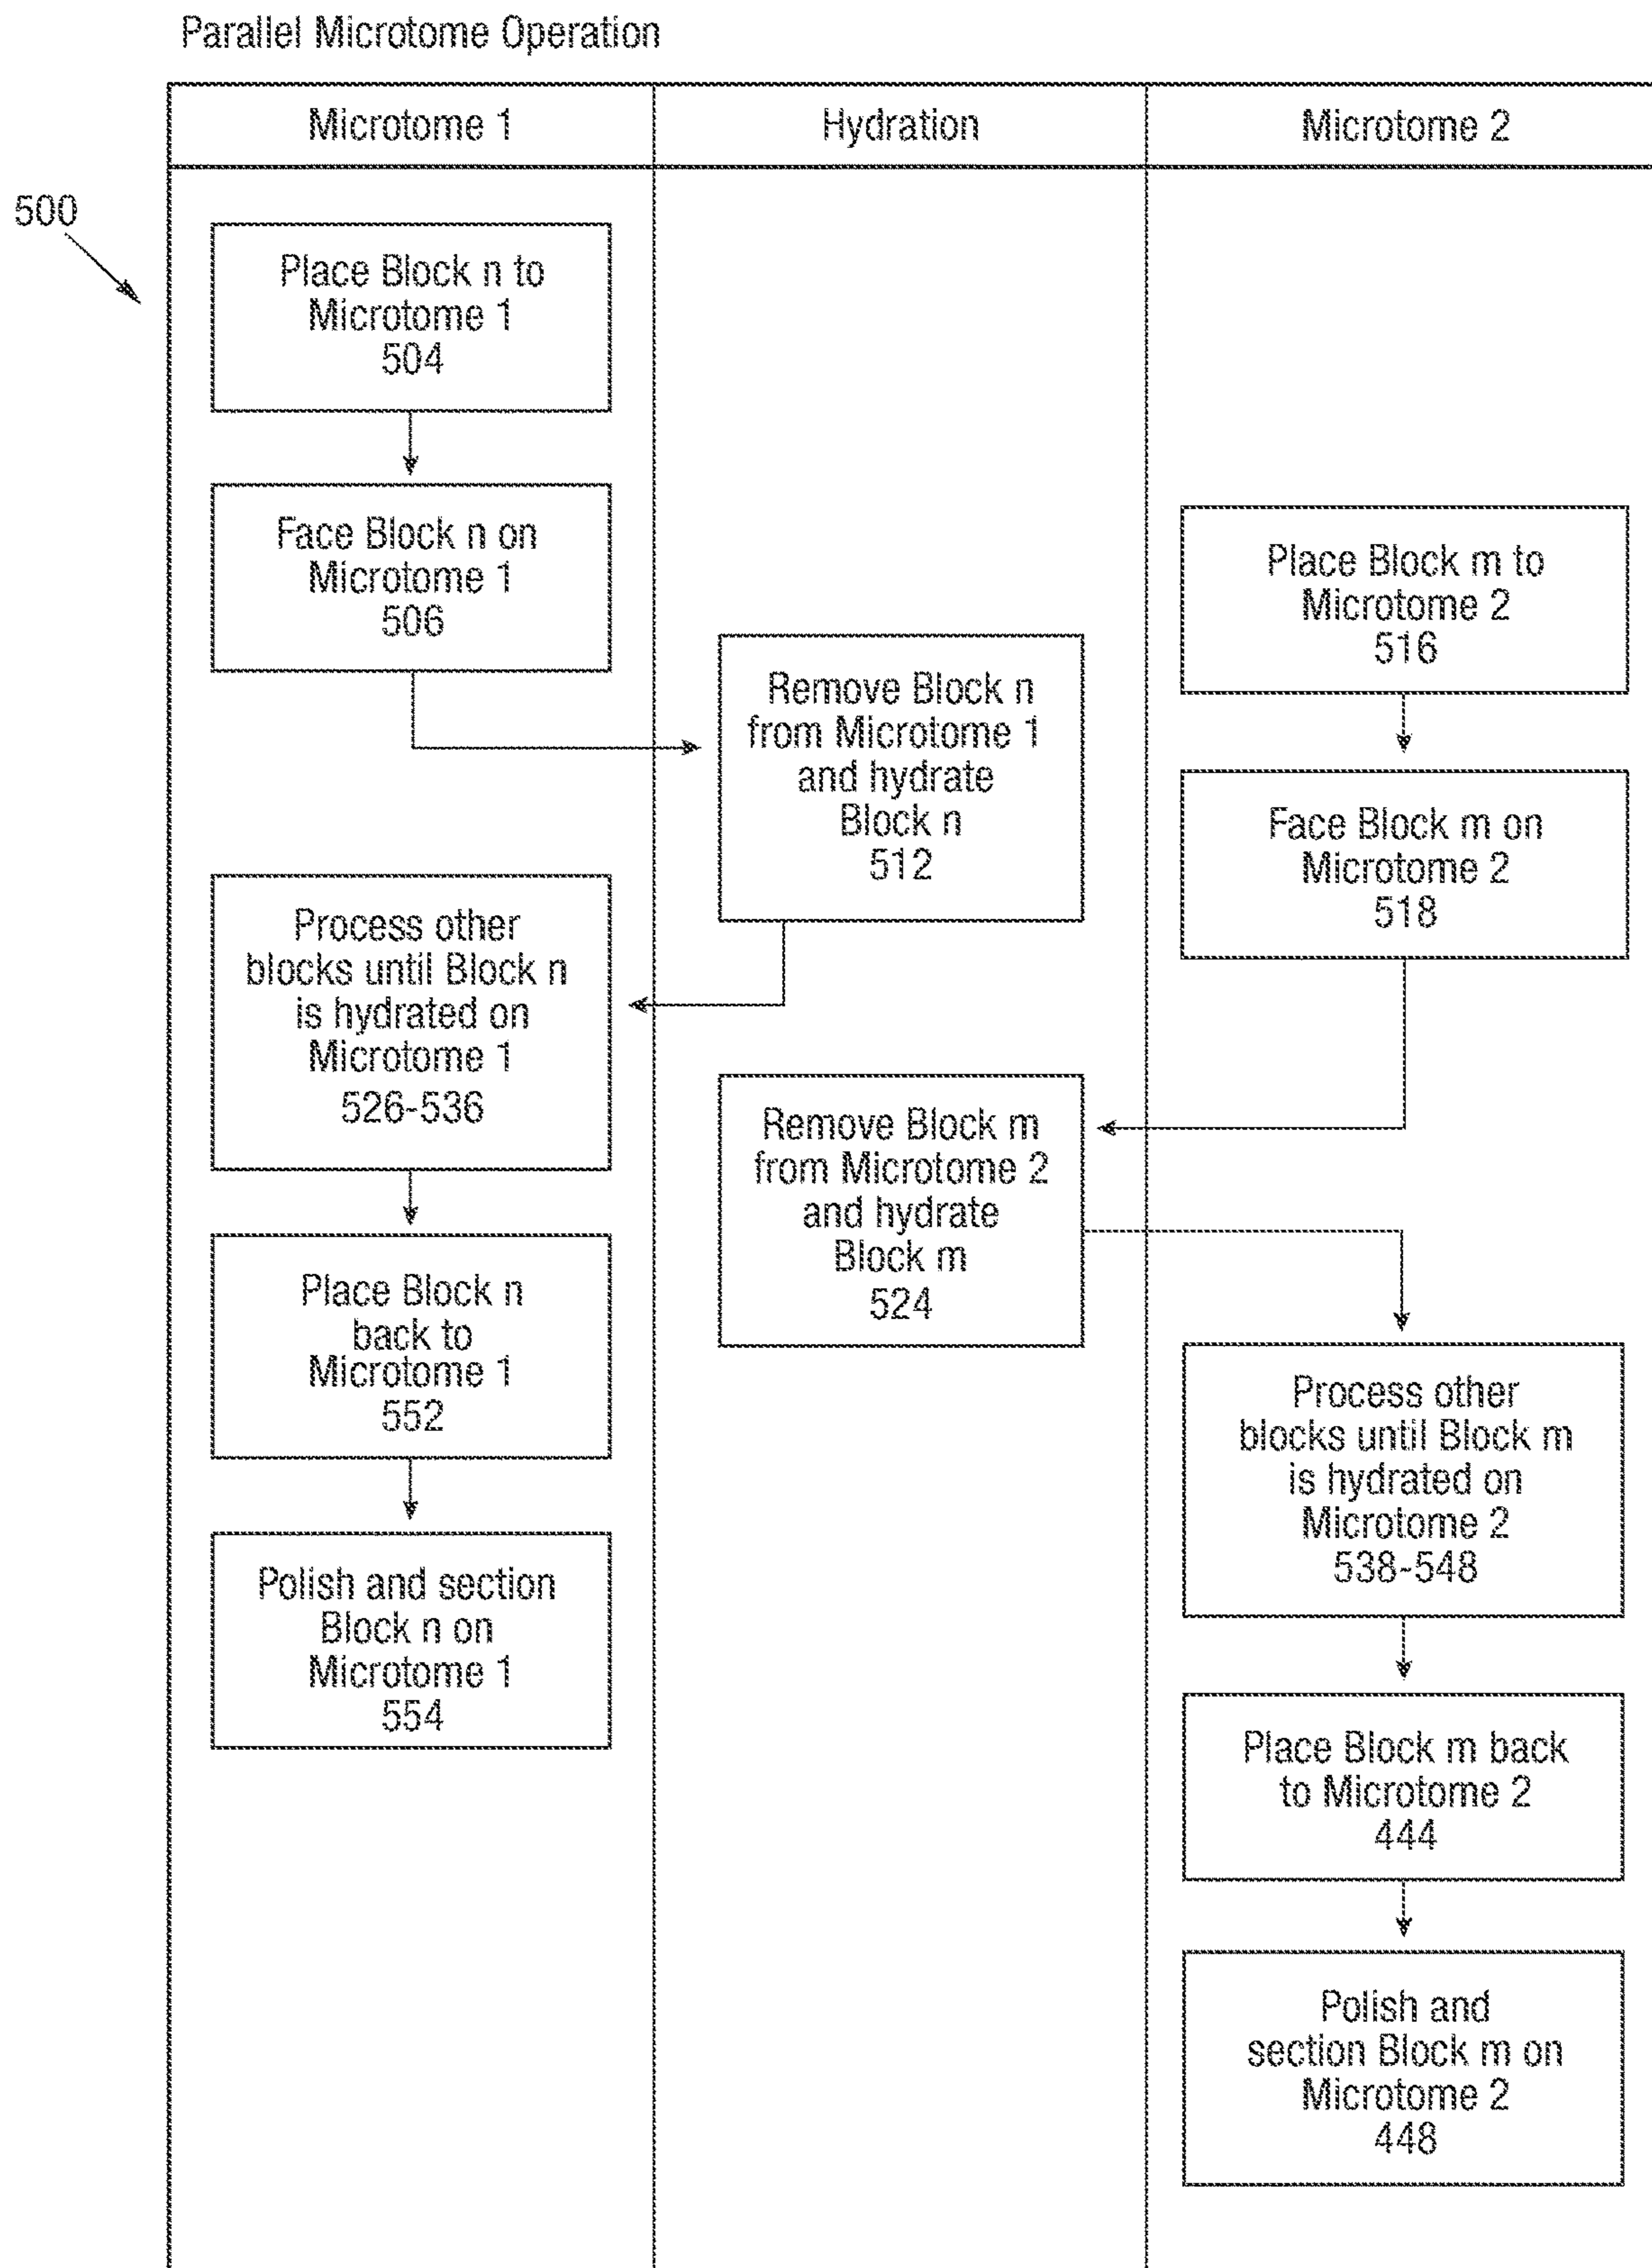 Parallel Microtome Operation
Microtome 1
Hydration
Microtome 2
500
Place Block n to
Microtome 1
504
Face Block n on
Microtome 1
506
Place Block m to
Microtome 2
516
Remove Block n
from Microtome 1
and hydrate
Block n
512
Face Block m on
Microtome 2
518
Process other
blocks until Block n
is hydrated on
Microtome 1
526-536
Remove Block m
from Microtome 2
and hydrate
Block m
524
Place Block n
back to
Microtome 1
552
Process other
blocks until Block m
is hydrated on
Microtome 2
538-548
Polish and section
Block n on
Microtome 1
554
Place Block m back
to Microtome 2
444
Polish and
section Block m on
Microtome 2
448